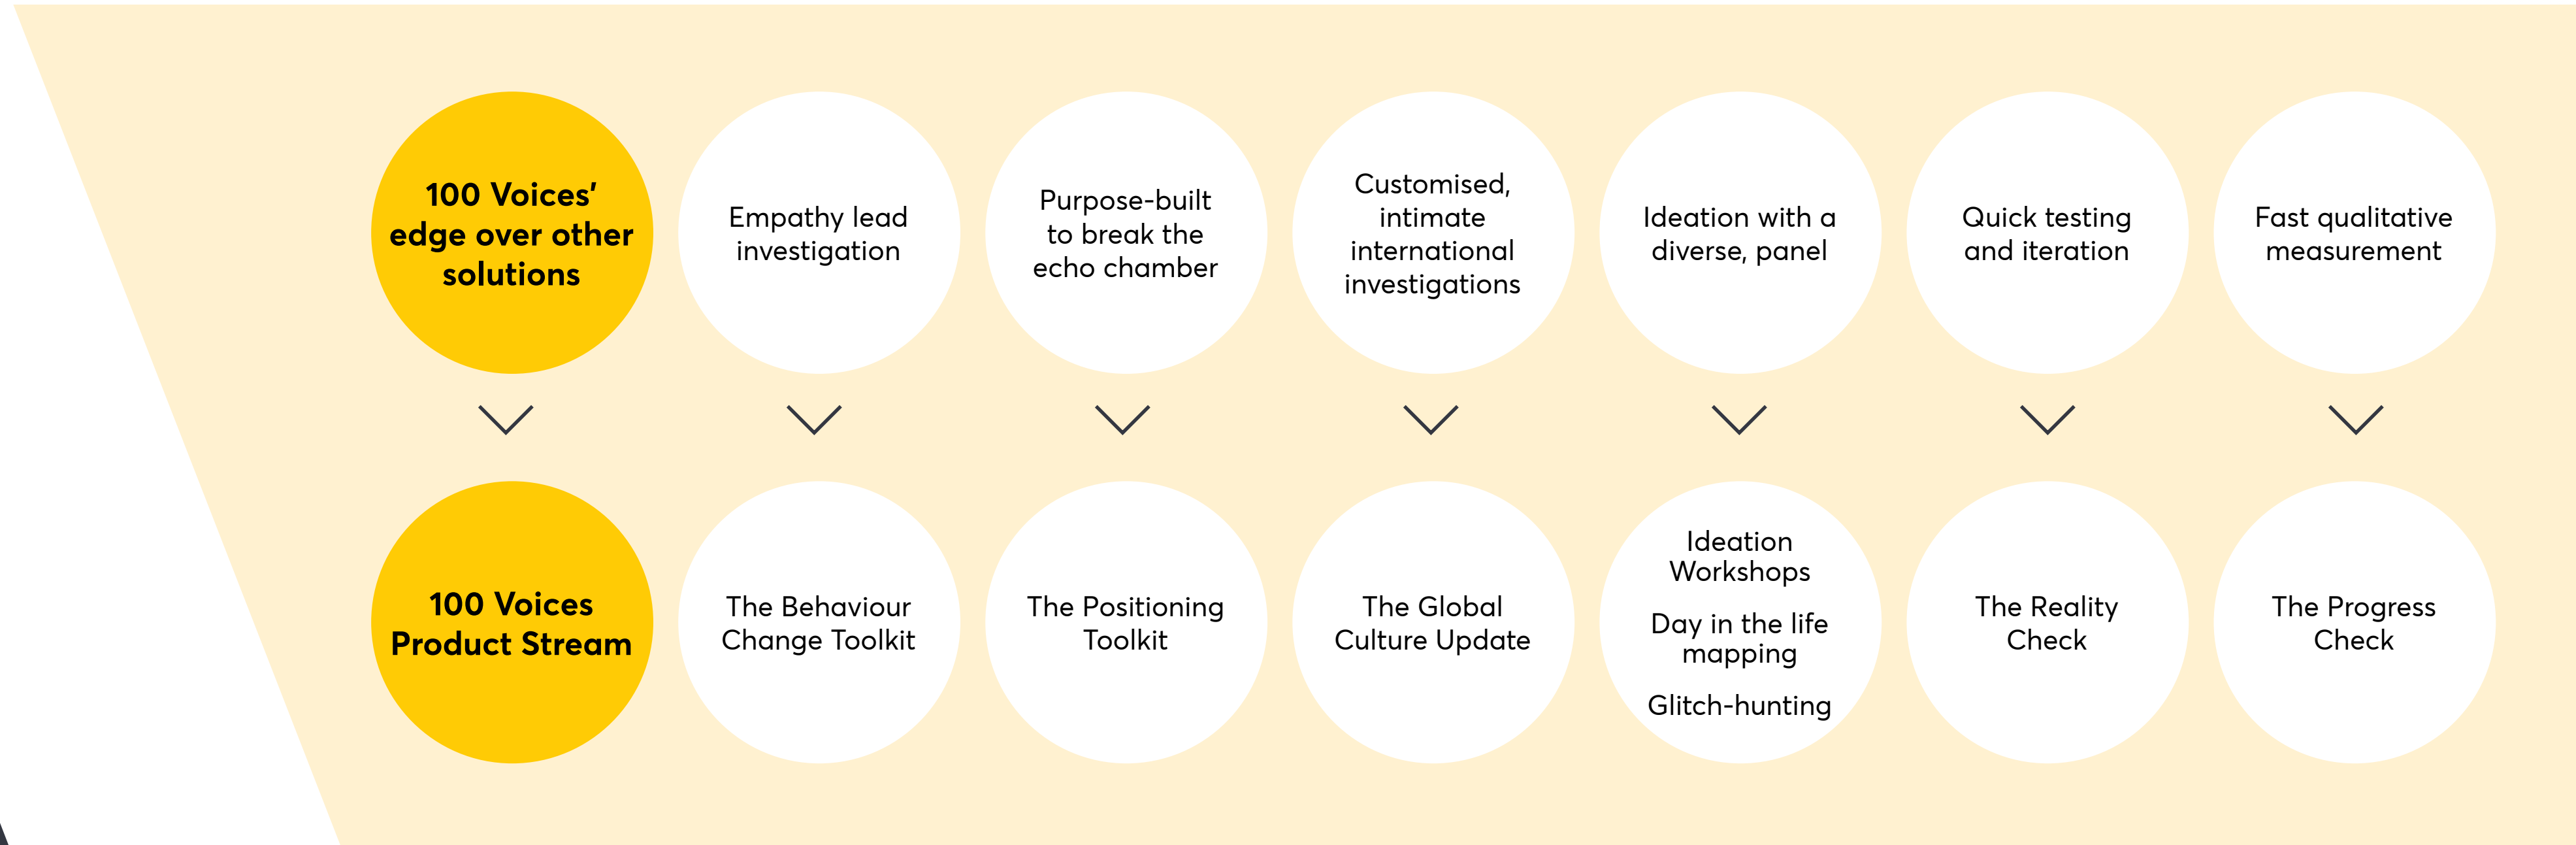 100 Voices'
edge over other
solutions
Empathy lead
investigation
Purpose-built
to break the
echo chamber
Customised,
intimate
international
investigations
Ideation with a
diverse, panel
Quick testing
and iteration
Fast qualitative
measurement
100 Voices
Product Stream
The Behaviour
Change Toolkit
The Positioning
Toolkit
The Global
Culture Update
Ideation
Workshops
Day in the life
mapping
Glitch-hunting
The Reality
Check
The Progress
Check